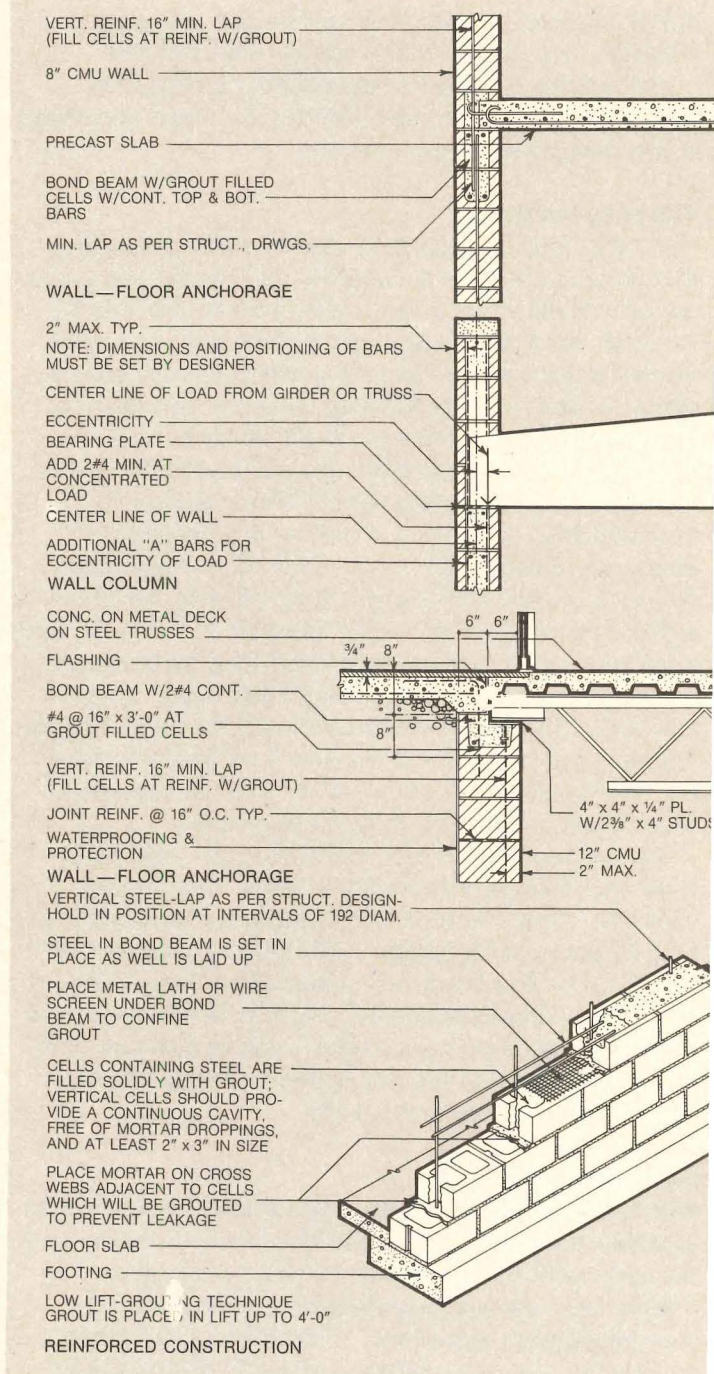 VERT. REINF. 16" MIN. LAP
(FILL CELLS AT REINF. W/GROUT)
8" CMU WALL
PRECAST SLAB
BOND BEAM W/GROUT FILLED
CELLS W/CONT. TOP & BOT.
BARS
MIN. LAP AS PER STRUCT., DRWGS.
WALL—FLOOR ANCHORAGE
2" MAX. TYP.
NOTE: DIMENSIONS AND POSITIONING OF BARS
MUST BE SET BY DESIGNER
CENTER LINE OF LOAD FROM GIRDER OR TRUSS
ECCENTRICITY
BEARING PLATE
ADD 2#4 MIN. AT
CONCENTRATED
LOAD
CENTER LINE OF WALL
ADDITIONAL "A" BARS FOR
ECCENTRICITY OF LOAD
WALL COLUMN
CONC. ON METAL DECK
ON STEEL TRUSSES
6" 6"
3/4" 8"
FLASHING
BOND BEAM W/2#4 CONT.
#4 @ 16" x 3'-0" AT
GROUT FILLED CELLS
8"
VERT. REINF. 16" MIN. LAP
(FILL CELLS AT REINF. W/GROUT)
JOINT REINF. @ 16" O.C. TYP.
4" x 4" x 1/4" PL.
W/2 3/8" x 4" STUDS
WATERPROOFING &
PROTECTION
12" CMU
2" MAX.
WALL—FLOOR ANCHORAGE
VERTICAL STEEL-LAP AS PER STRUCT. DESIGN-
HOLD IN POSITION AT INTERVALS OF 192 DIAM.
STEEL IN BOND BEAM IS SET IN
PLACE AS WELL IS LAID UP
PLACE METAL LATH OR WIRE
SCREEN UNDER BOND
BEAM TO CONFINE
GROUT
CELLS CONTAINING STEEL ARE
FILLED SOLIDLY WITH GROUT;
VERTICAL CELLS SHOULD PRO-
VIDE A CONTINUOUS CAVITY,
FREE OF MORTAR DROPPINGS,
AND AT LEAST 2" x 3" IN SIZE
PLACE MORTAR ON CROSS
WEBS ADJACENT TO CELLS
WHICH WILL BE GROUTED
TO PREVENT LEAKAGE
FLOOR SLAB
FOOTING
LOW LIFT-GROUTING TECHNIQUE
GROUT IS PLACED IN LIFT UP TO 4'-0"
REINFORCED CONSTRUCTION